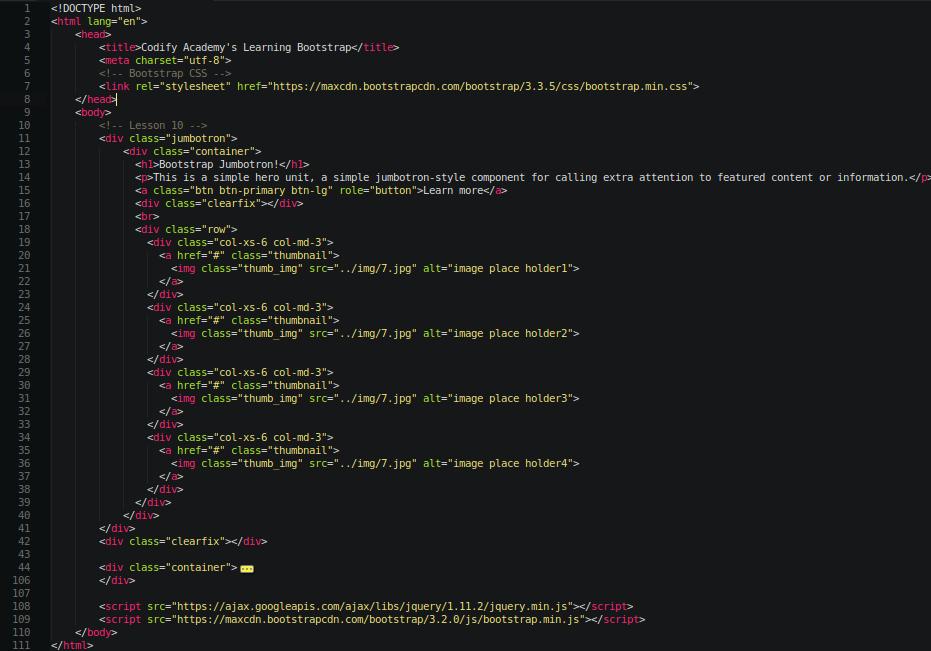 1 <!DOCTYPE html>
2 <html lang="en">
3 <head>
4 <title>Codify Academy's Learning Bootstrap</title>
5 <meta charset="utf-8">
6 <!-- Bootstrap CSS -->
7 <link rel="stylesheet" href="https://maxcdn.bootstrapcdn.com/bootstrap/3.3.5/css/bootstrap.min.css">
8 </head>
9 <body>
10 <!-- Lesson 10 -->
11 <div class="jumbotron">
12 <div class="container">
13 <h1>Bootstrap Jumbotron!</h1>
14 <p>This is a simple hero unit, a simple jumbotron-style component for calling extra attention to featured content or information.</p>
15 <a class="btn btn-primary btn-lg" role="button">Learn more</a>
16 <div class="clearfix"></div>
17 <br>
18 <div class="row">
19 <div class="col-xs-6 col-md-3">
20 <a href="#" class="thumbnail">
21 <img class="thumb_img" src="../img/7.jpg" alt="image place holder1">
22 </a>
23 </div>
24 <div class="col-xs-6 col-md-3">
25 <a href="#" class="thumbnail">
26 <img class="thumb_img" src="../img/7.jpg" alt="image place holder2">
27 </a>
28 </div>
29 <div class="col-xs-6 col-md-3">
30 <a href="#" class="thumbnail">
31 <img class="thumb_img" src="../img/7.jpg" alt="image place holder3">
32 </a>
33 </div>
34 <div class="col-xs-6 col-md-3">
35 <a href="#" class="thumbnail">
36 <img class="thumb_img" src="../img/7.jpg" alt="image place holder4">
37 </a>
38 </div>
39 </div>
40 </div>
41 </div>
42 <div class="clearfix"></div>
43
44 <div class="container">
106 </div>
107
108 <script src="https://ajax.googleapis.com/ajax/libs/jquery/1.11.2/jquery.min.js"></script>
109 <script src="https://maxcdn.bootstrapcdn.com/bootstrap/3.2.0/js/bootstrap.min.js"></script>
110 </body>
111 </html>